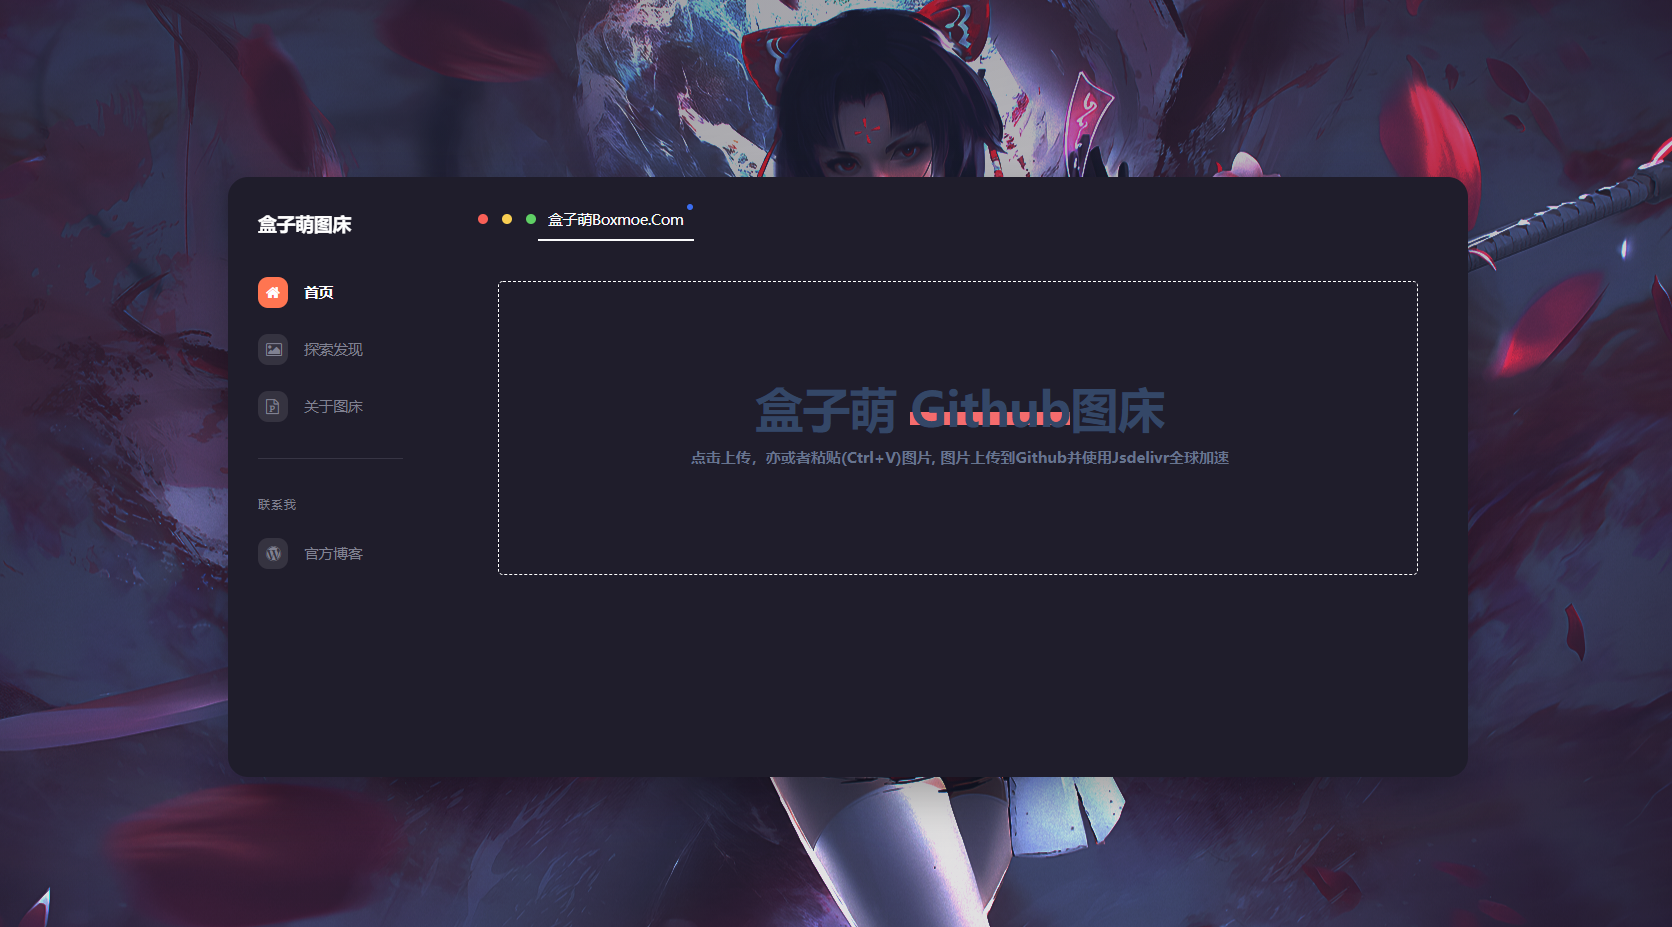 盒子萌图床
盒子萌Boxmoe.Com
首页
探索发现
关于图床
联系我
官方博客
盒子萌 Github图床
点击上传，亦或者粘贴(Ctrl+V)图片, 图片上传到Github并使用Jsdelivr全球加速